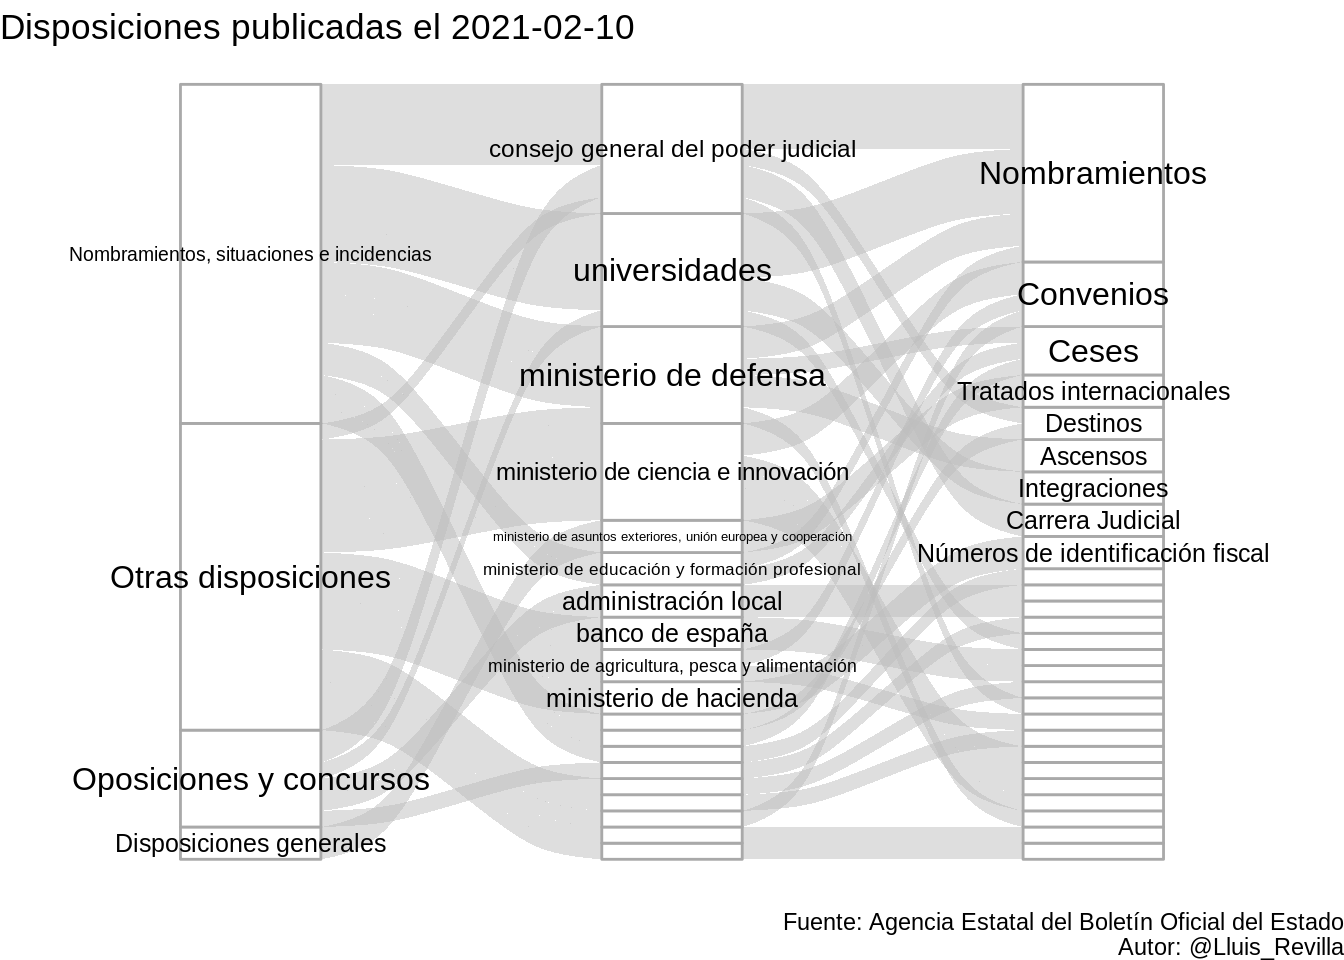 Disposiciones publicadas el 2021-02-10
Nombramientos, situaciones e incidencias
Otras disposiciones
Oposiciones y concursos
Disposiciones generales
consejo general del poder judicial
universidades
ministerio de defensa
ministerio de ciencia e innovación
ministerio de asuntos exteriores, unión europea y cooperación
ministerio de educación y formación profesional
administración local
banco de españa
ministerio de agricultura, pesca y alimentación
ministerio de hacienda
Nombramientos
Convenios
Ceses
Tratados internacionales
Destinos
Ascensos
Integraciones
Carrera Judicial
Números de identificación fiscal
Fuente: Agencia Estatal del Boletín Oficial del Estado
Autor: @Lluis_Revilla